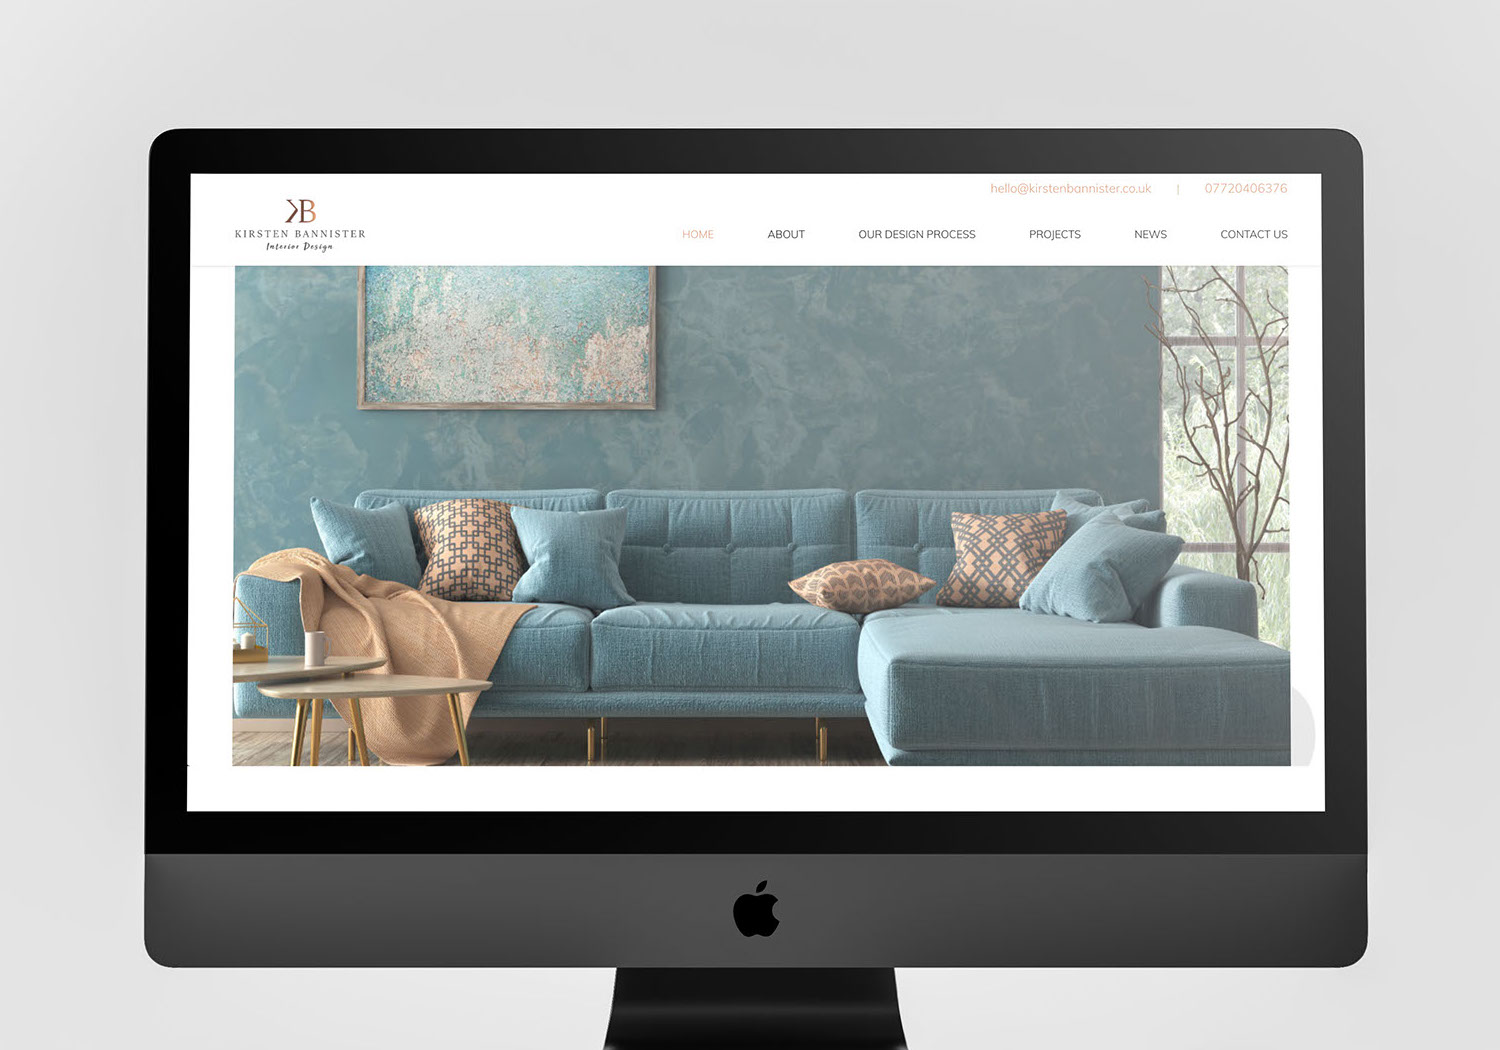 hello@kirstenbannister.co.uk | 07720406376
KB
KIRSTEN BANNISTER
Interior Design
HOME ABOUT OUR DESIGN PROCESS PROJECTS NEWS CONTACT US